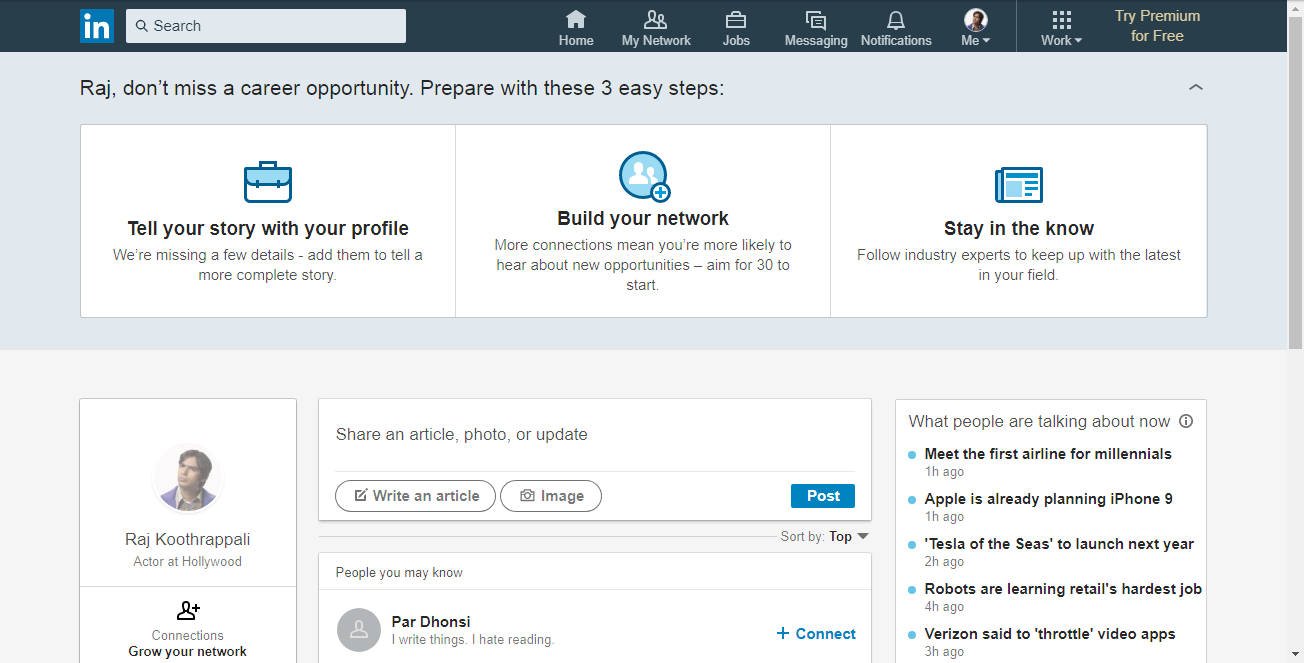 in
Search
Home
My Network
Jobs
Messaging
Notifications
Me
Work
Try Premium
for Free
Raj, don’t miss a career opportunity. Prepare with these 3 easy steps:
Tell your story with your profile
We’re missing a few details - add them to tell a
more complete story.
Build your network
More connections mean you’re more likely to
hear about new opportunities – aim for 30 to
start.
Stay in the know
Follow industry experts to keep up with the latest
in your field.
Raj Koothrappali
Actor at Hollywood
Connections
Grow your network
Share an article, photo, or update
Write an article
Image
Post
Sort by: Top
People you may know
Par Dhonsi
I write things. I hate reading.
Connect
What people are talking about now
Meet the first airline for millennials
1h ago
Apple is already planning iPhone 9
1h ago
'Tesla of the Seas' to launch next year
2h ago
Robots are learning retail's hardest job
4h ago
Verizon said to 'throttle' video apps
3h ago